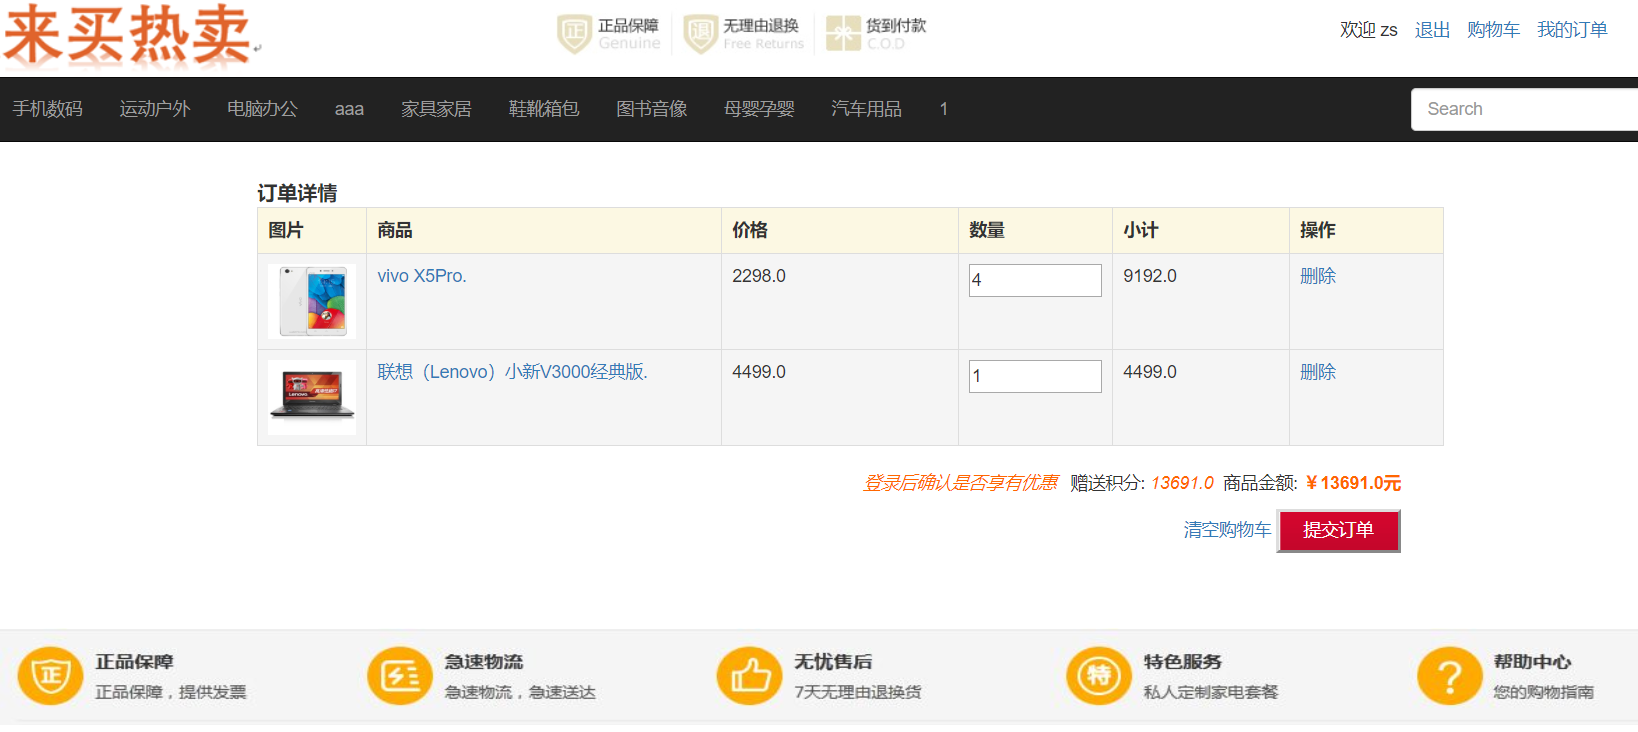 来买热卖
正品保障
Genuine
无理由退换
Free Returns
货到付款
C.O.D
欢迎 zs 退出 购物车 我的订单
手机数码 运动户外 电脑办公 aaa 家具家居 鞋靴箱包 图书音像 母婴孕婴 汽车用品 1 Search
订单详情
图片 商品 价格 数量 小计 操作
vivo X5Pro. 2298.0 4 9192.0 删除
联想（Lenovo）小新V3000经典版. 4499.0 1 4499.0 删除
登录后确认是否享有优惠 赠送积分: 13691.0 商品金额: ￥13691.0元
清空购物车 提交订单
正品保障
正品保障，提供发票
急速物流
急速物流，急速送达
无忧售后
7天无理由退换货
特色服务
私人定制家电套餐
帮助中心
您的购物指南